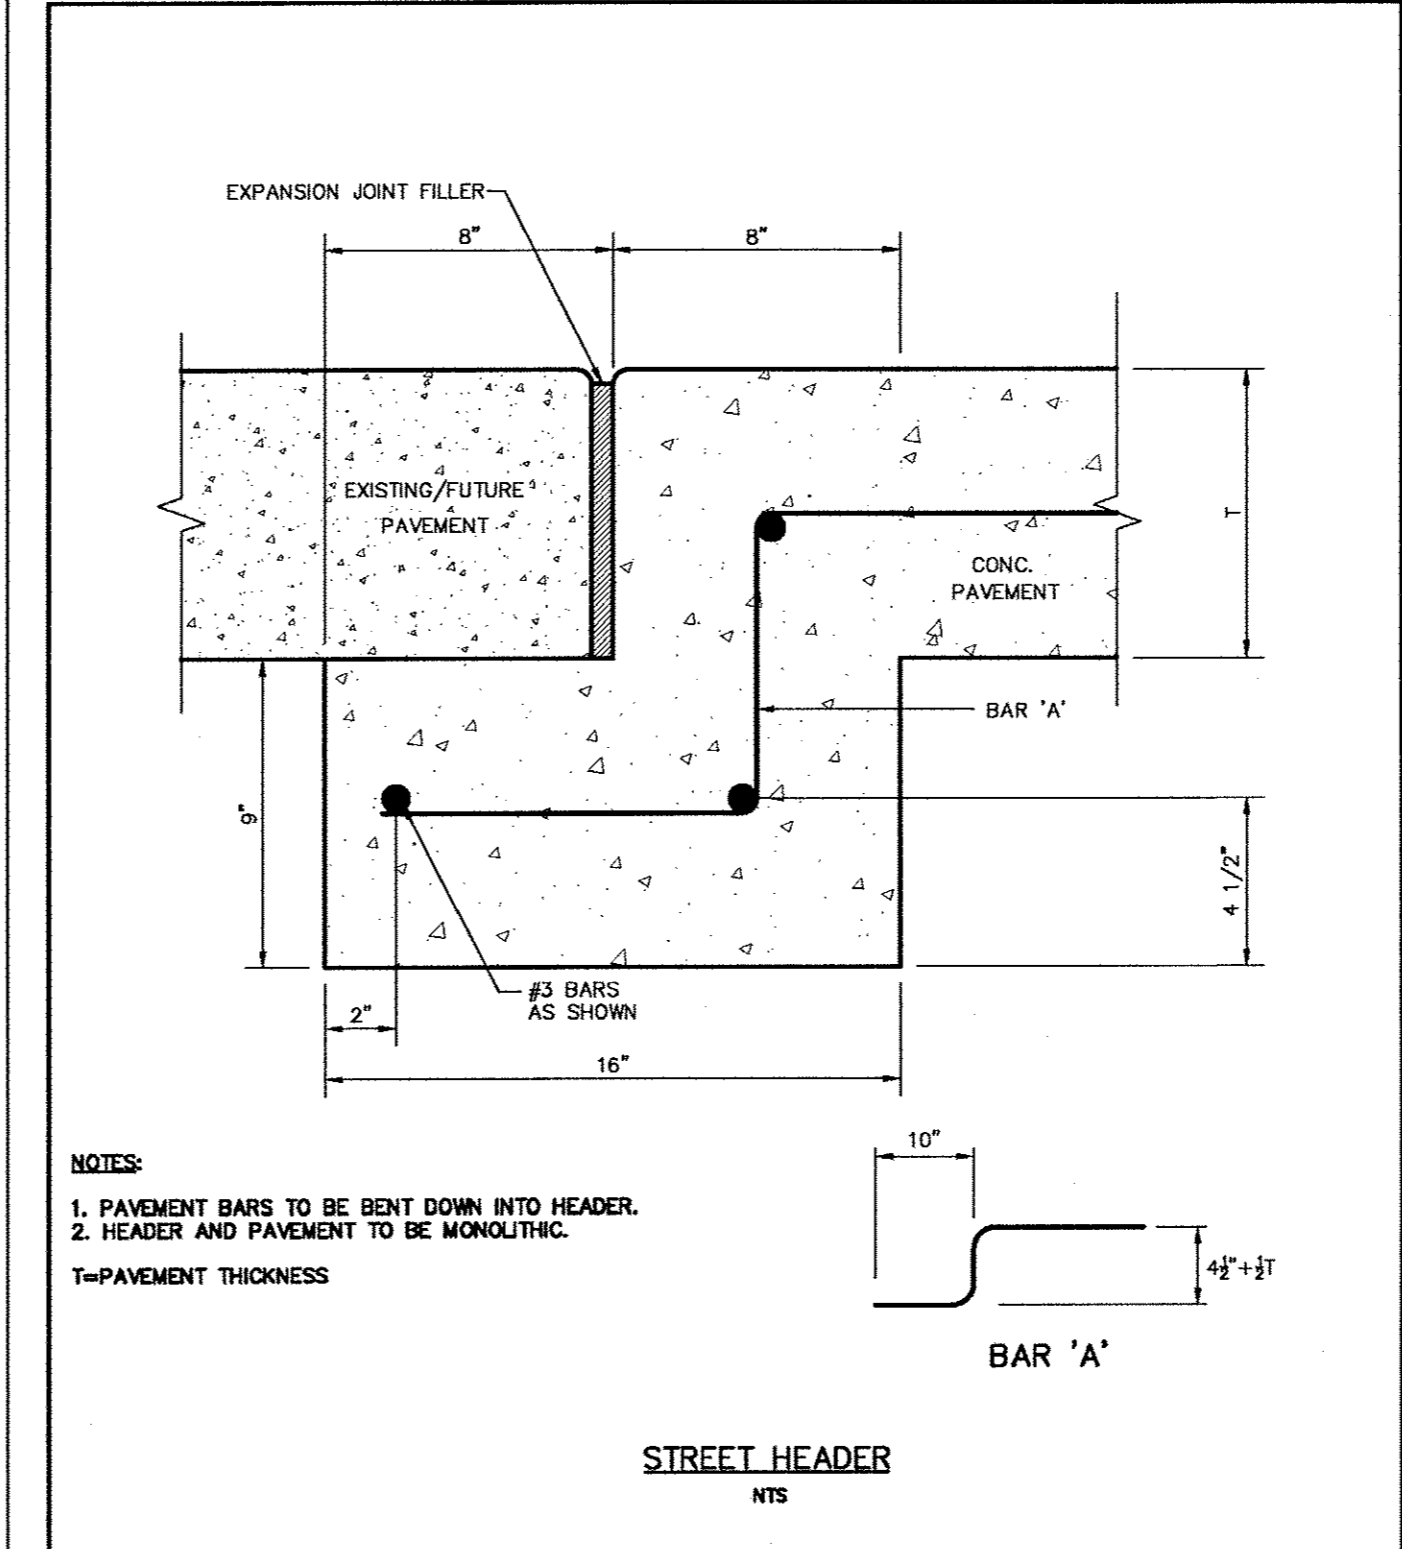 EXPANSION JOINT FILLER
8" 8"
EXISTING/FUTURE
PAVEMENT
T
CONC.
PAVEMENT
BAR 'A'
9"
4 1/2"
#3 BARS
AS SHOWN
2"
16"
NOTES:
1. PAVEMENT BARS TO BE BENT DOWN INTO HEADER.
2. HEADER AND PAVEMENT TO BE MONOLITHIC.
T=PAVEMENT THICKNESS
10"
4½"+½T
BAR 'A'
STREET HEADER
NTS